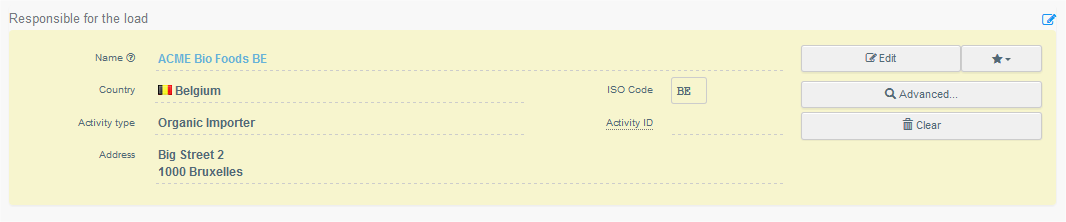 Responsible for the load
Name
ACME Bio Foods BE
Edit
Country
Belgium
ISO Code
BE
Advanced...
Activity type
Organic Importer
Activity ID
Clear
Address
Big Street 2
1000 Bruxelles